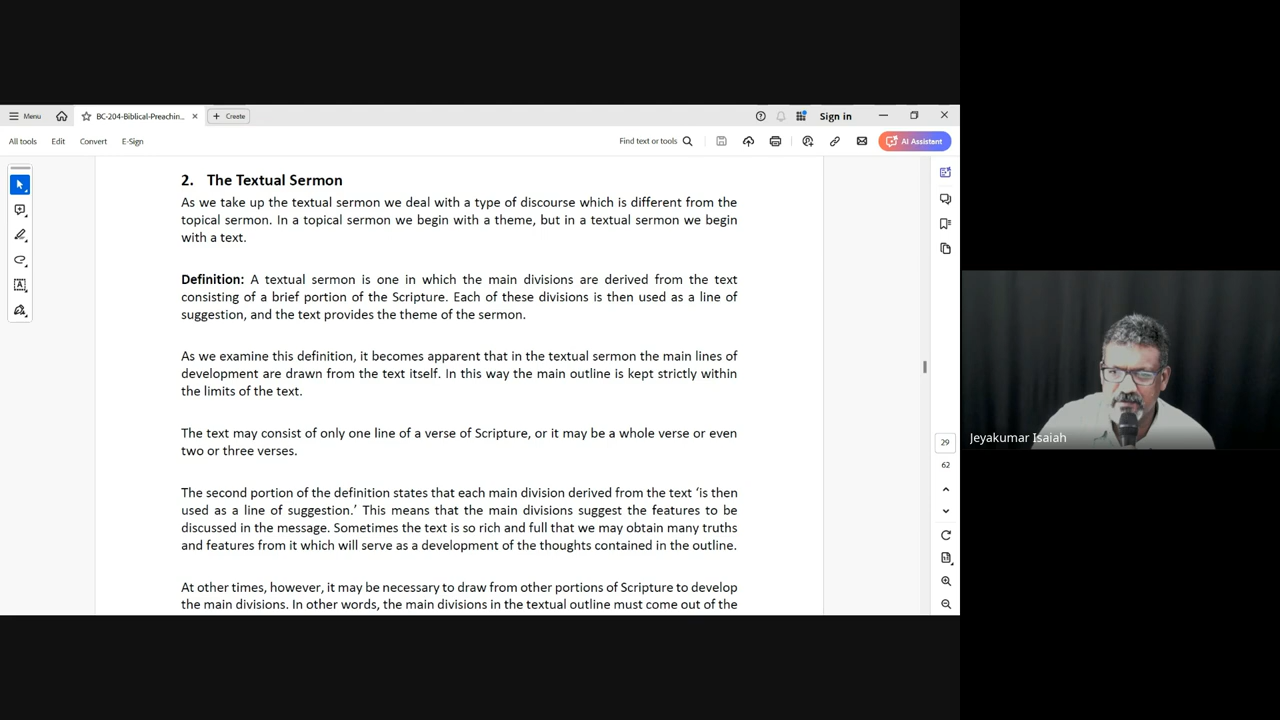 Menu
BC-204-Biblical-Preachin...
Create
Sign in
All tools
Edit
Convert
E-Sign
Find text or tools
AI Assistant
2. The Textual Sermon
As we take up the textual sermon we deal with a type of discourse which is different from the
topical sermon. In a topical sermon we begin with a theme, but in a textual sermon we begin
with a text.
Definition: A textual sermon is one in which the main divisions are derived from the text
consisting of a brief portion of the Scripture. Each of these divisions is then used as a line of
suggestion, and the text provides the theme of the sermon.
As we examine this definition, it becomes apparent that in the textual sermon the main lines of
development are drawn from the text itself. In this way the main outline is kept strictly within
the limits of the text.
The text may consist of only one line of a verse of Scripture, or it may be a whole verse or even
two or three verses.
The second portion of the definition states that each main division derived from the text ‘is then
used as a line of suggestion.’ This means that the main divisions suggest the features to be
discussed in the message. Sometimes the text is so rich and full that we may obtain many truths
and features from it which will serve as a development of the thoughts contained in the outline.
At other times, however, it may be necessary to draw from other portions of Scripture to develop
the main divisions. In other words, the main divisions in the textual outline must come out of the
29
62
Jeyakumar Isaiah